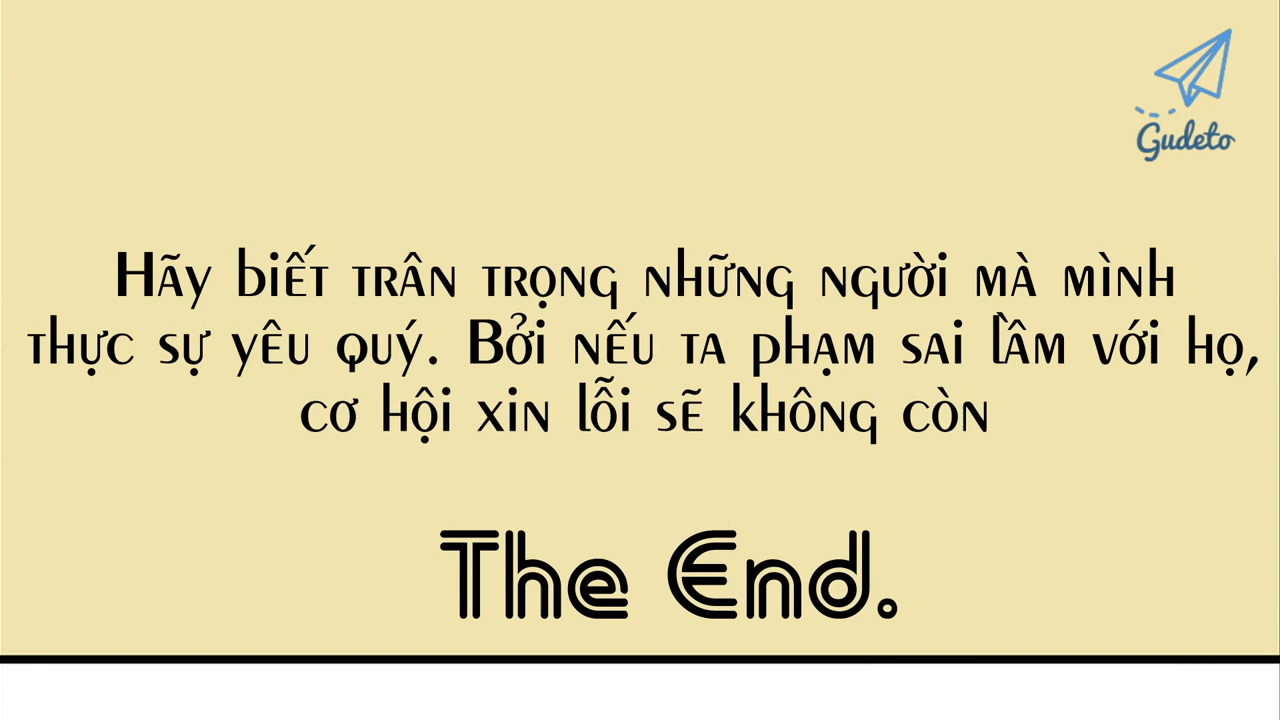 Gudeto
Hãy biết trân trọng những người mà mình
thực sự yêu quý. Bởi nếu ta phạm sai lầm với họ,
cơ hội xin lỗi sẽ không còn
The End.